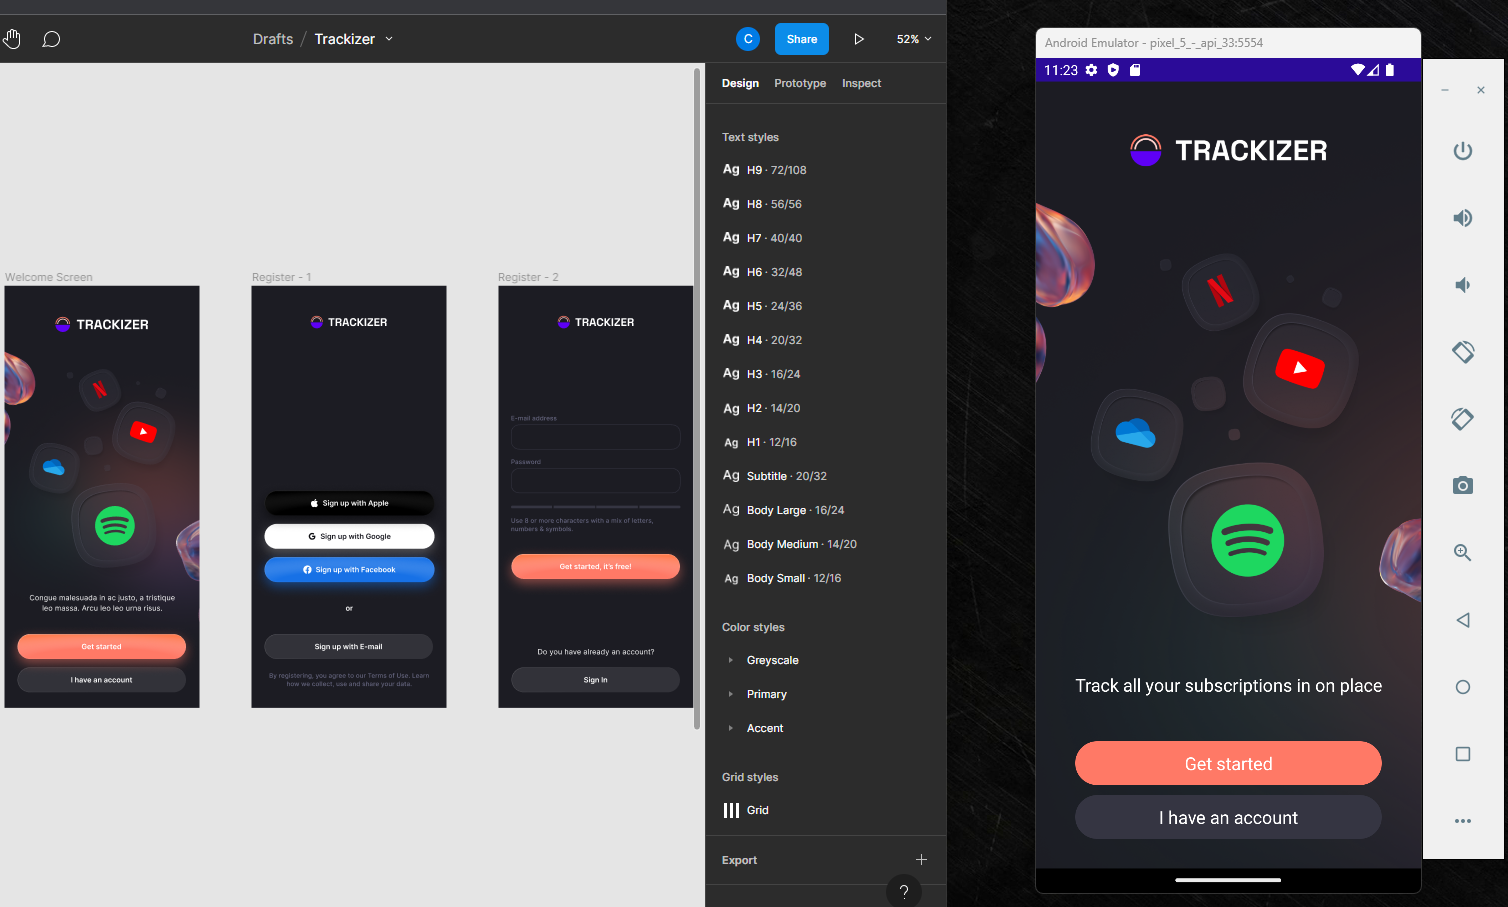 Drafts / Trackizer
C
Share
52%
Design Prototype Inspect
Text styles
Ag H9 · 72/108
Ag H8 · 56/56
Ag H7 · 40/40
Ag H6 · 32/48
Ag H5 · 24/36
Ag H4 · 20/32
Ag H3 · 16/24
Ag H2 · 14/20
Ag H1 · 12/16
Ag Subtitle · 20/32
Ag Body Large · 16/24
Ag Body Medium · 14/20
Ag Body Small · 12/16
Color styles
Greyscale
Primary
Accent
Grid styles
Grid
Export
?
Welcome Screen
TRACKIZER
Congue malesuada in ac justo, a tristique
leo massa. Arcu leo leo urna risus.
Get started
I have an account
Register - 1
TRACKIZER
Sign up with Apple
G Sign up with Google
Sign up with Facebook
or
Sign up with E-mail
By registering, you agree to our Terms of Use. Learn
how we collect, use and share your data.
Register - 2
TRACKIZER
E-mail address
Password
Use 8 or more characters with a mix of letters,
numbers & symbols.
Get started, it's free!
Do you have already an account?
Sign In
Android Emulator - pixel_5_-_api_33:5554
11:23
TRACKIZER
Track all your subscriptions in on place
Get started
I have an account